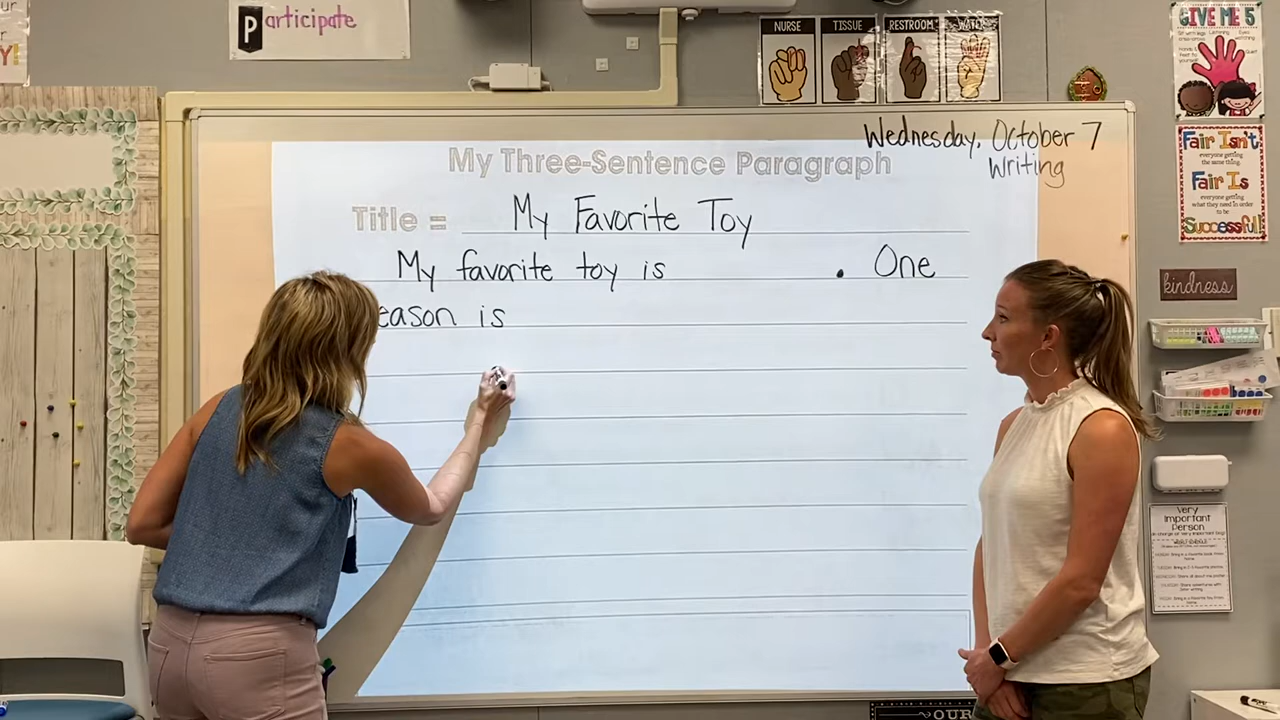 Participate
NURSE
TISSUE
RESTROOM
WATER
GIVE ME 5
Wednesday, October 7
Writing
My Three-Sentence Paragraph
Title = My Favorite Toy
My favorite toy is . One
eason is
Fair Isn't
everyone getting
the same thing.
Fair Is
everyone getting
what they need in order
to be
Successful!
kindness
Very
Important
Person
OUR